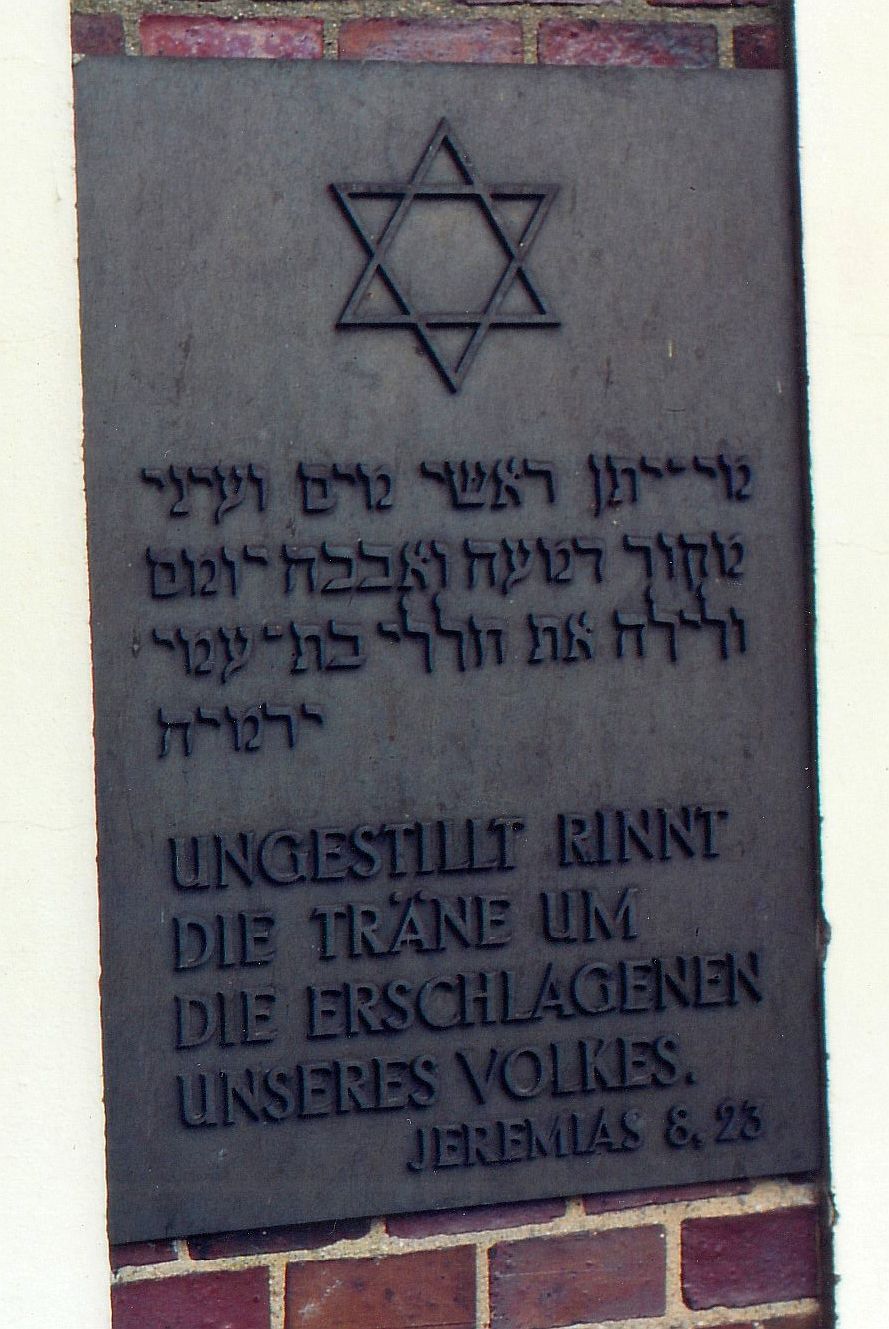 מי־יתן ראשי מים ועיני
מקור דמעה ואבכה יומם
ולילה את חללי בת־עמי
ירמיה
UNGESTILLT RINNT
DIE TRÄNE UM
DIE ERSCHLAGENEN
UNSERES VOLKES.
JEREMIAS 8. 23